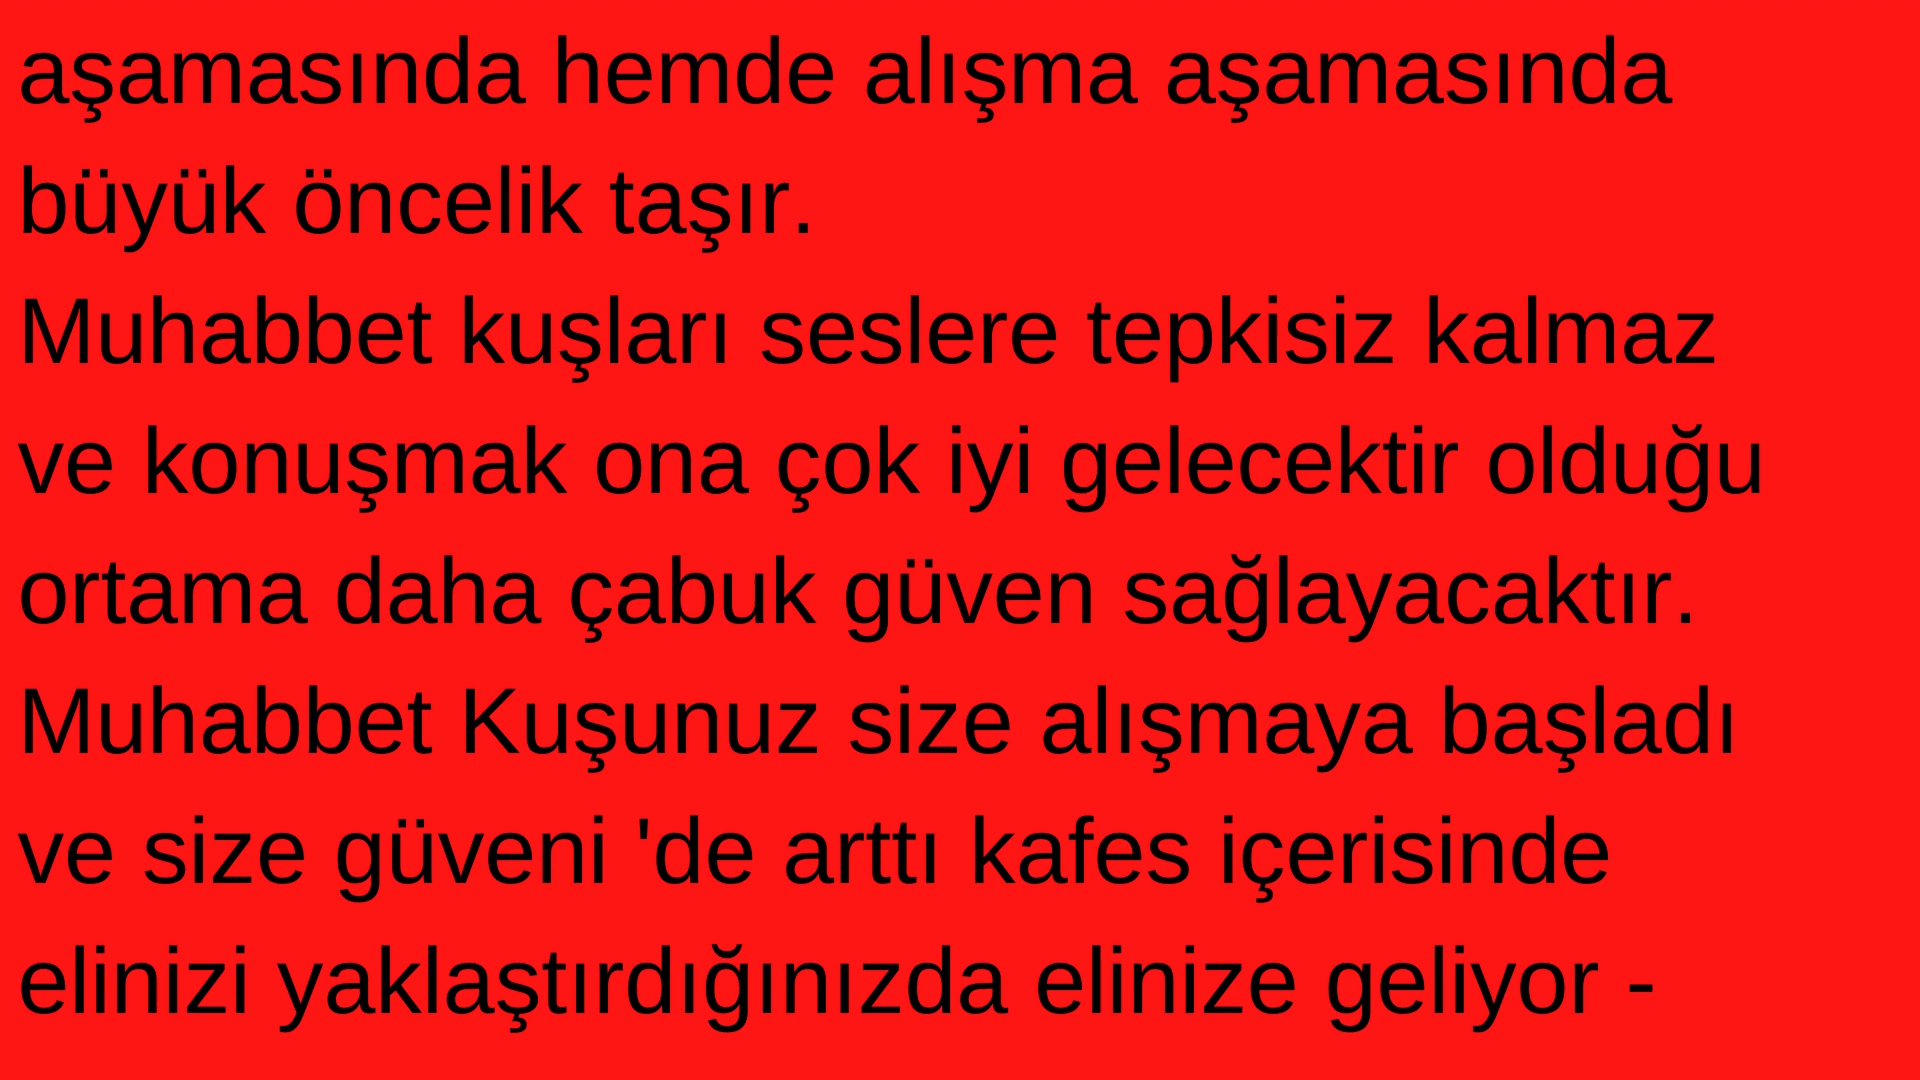 aşamasında hemde alışma aşamasında
büyük öncelik taşır.
Muhabbet kuşları seslere tepkisiz kalmaz
ve konuşmak ona çok iyi gelecektir olduğu
ortama daha çabuk güven sağlayacaktır.
Muhabbet Kuşunuz size alışmaya başladı
ve size güveni 'de arttı kafes içerisinde
elinizi yaklaştırdığınızda elinize geliyor -